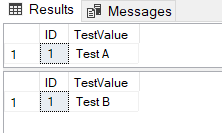 Results Messages
ID TestValue
1 1 Test A
ID TestValue
1 1 Test B